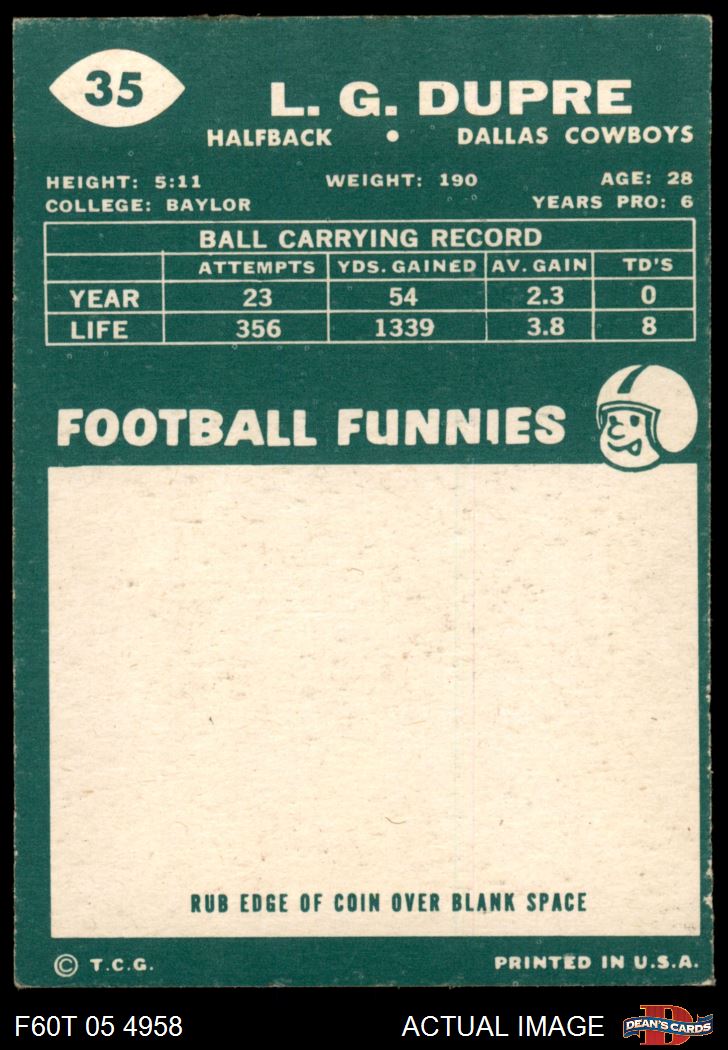 35
L. G. DUPRE
HALFBACK • DALLAS COWBOYS
HEIGHT: 5:11 WEIGHT: 190 AGE: 28
COLLEGE: BAYLOR YEARS PRO: 6
BALL CARRYING RECORD
ATTEMPTS YDS. GAINED AV. GAIN TD'S
YEAR 23 54 2.3 0
LIFE 356 1339 3.8 8
FOOTBALL FUNNIES
RUB EDGE OF COIN OVER BLANK SPACE
© T.C.G. PRINTED IN U.S.A.
F60T 05 4958 ACTUAL IMAGE D DEAN'S CARDS